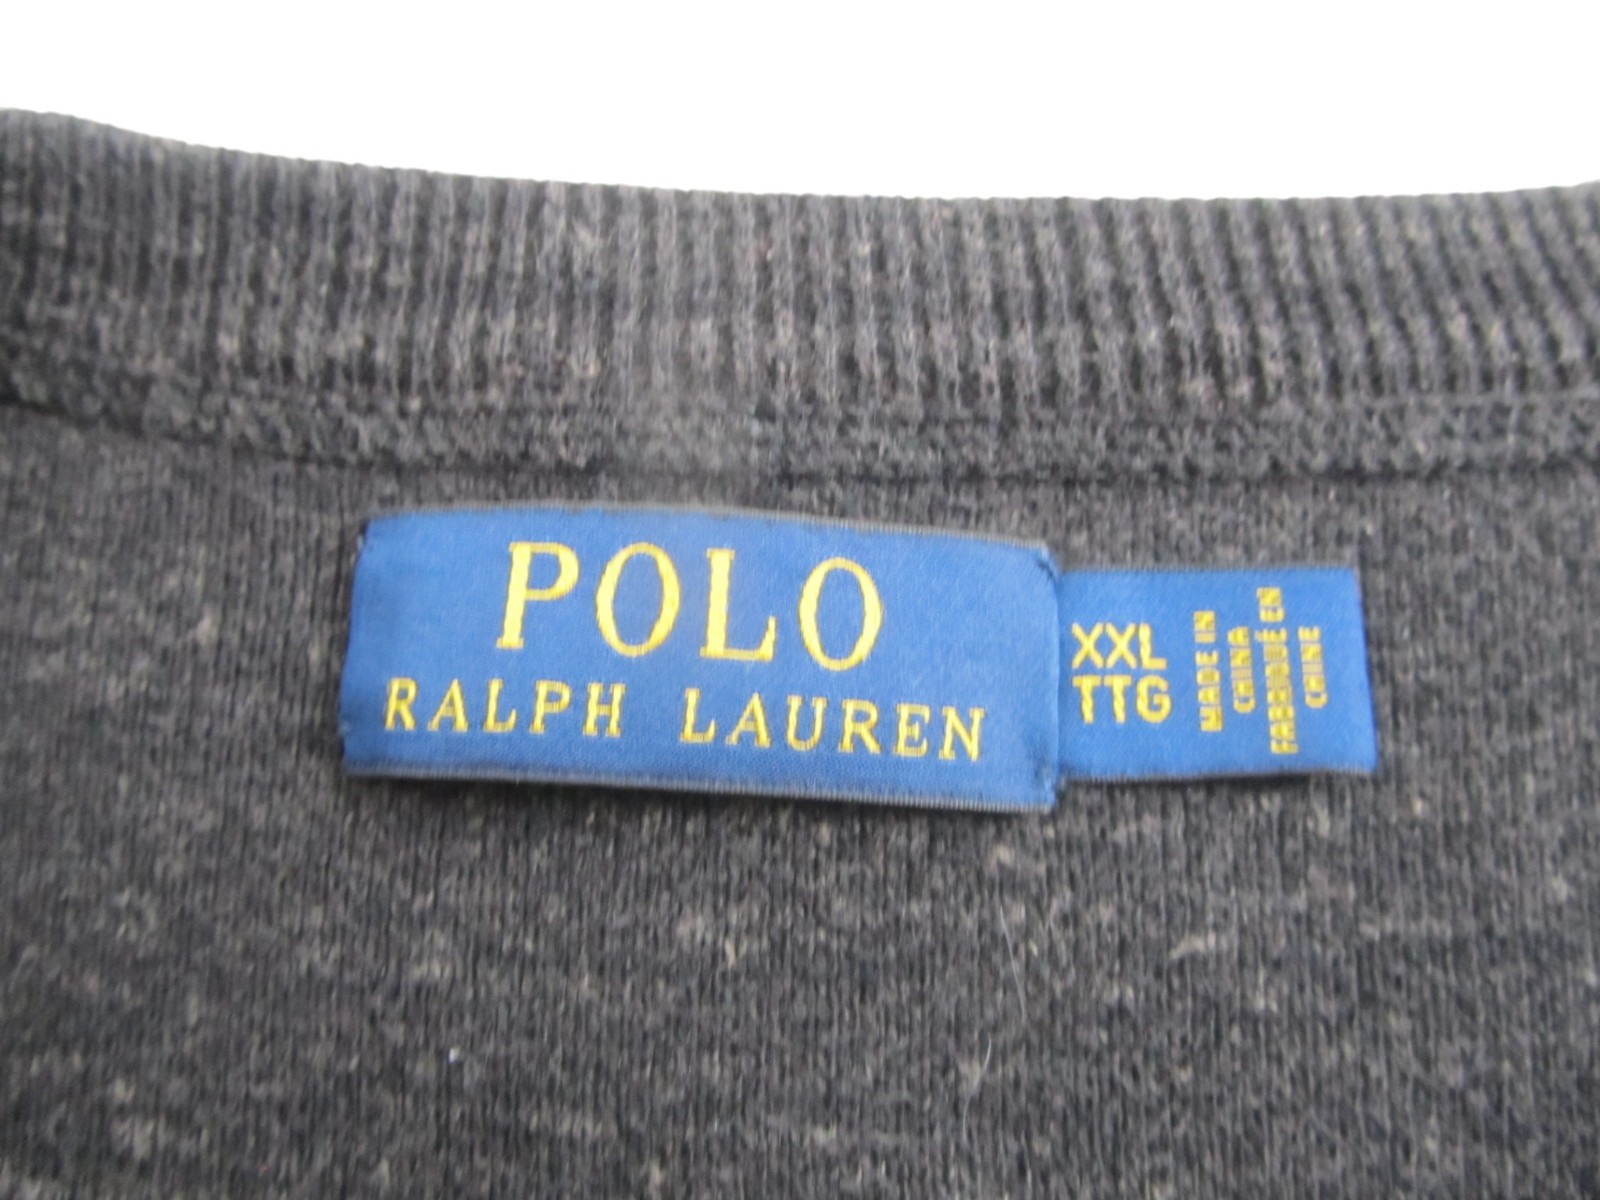 POLO
RALPH LAUREN
XXL
TTG
MADE IN
CHINA
FABRIQUÉ EN
CHINE